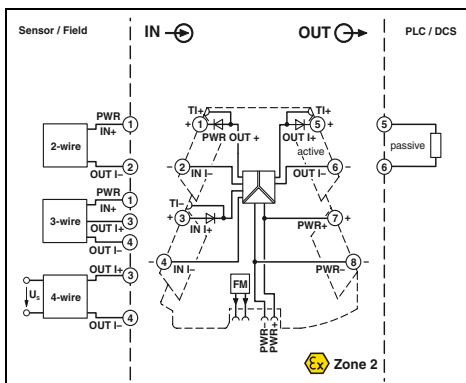 Sensor / Field
IN
OUT
PLC / DCS
PWR
IN+
1
2-wire
OUT I–
2
PWR
IN+
1
3-wire
OUT I+
3
OUT I–
4
OUT I+
3
Us
4-wire
OUT I–
4
TI+
+ 1
PWR OUT +
– 2
IN I–
TI–
+ 3
IN I+
– 4
IN I–
TI+
5 +
OUT I+
active
6 –
OUT I–
7 +
PWR+
8 –
PWR–
FM
PWR–
PWR+
5
passive
6
Ex Zone 2